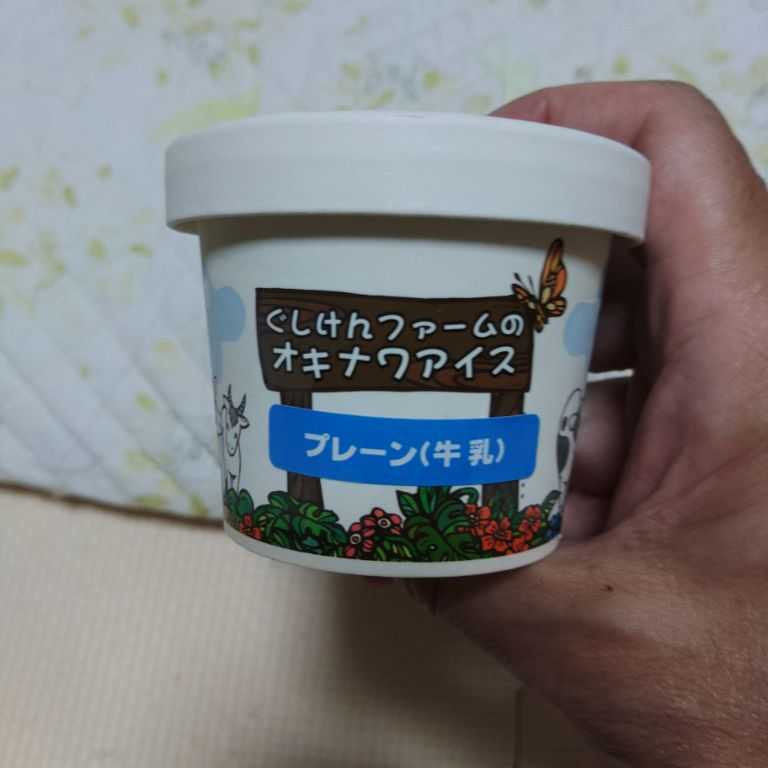 ぐしけんファームの
オキナワアイス
プレーン(牛乳)